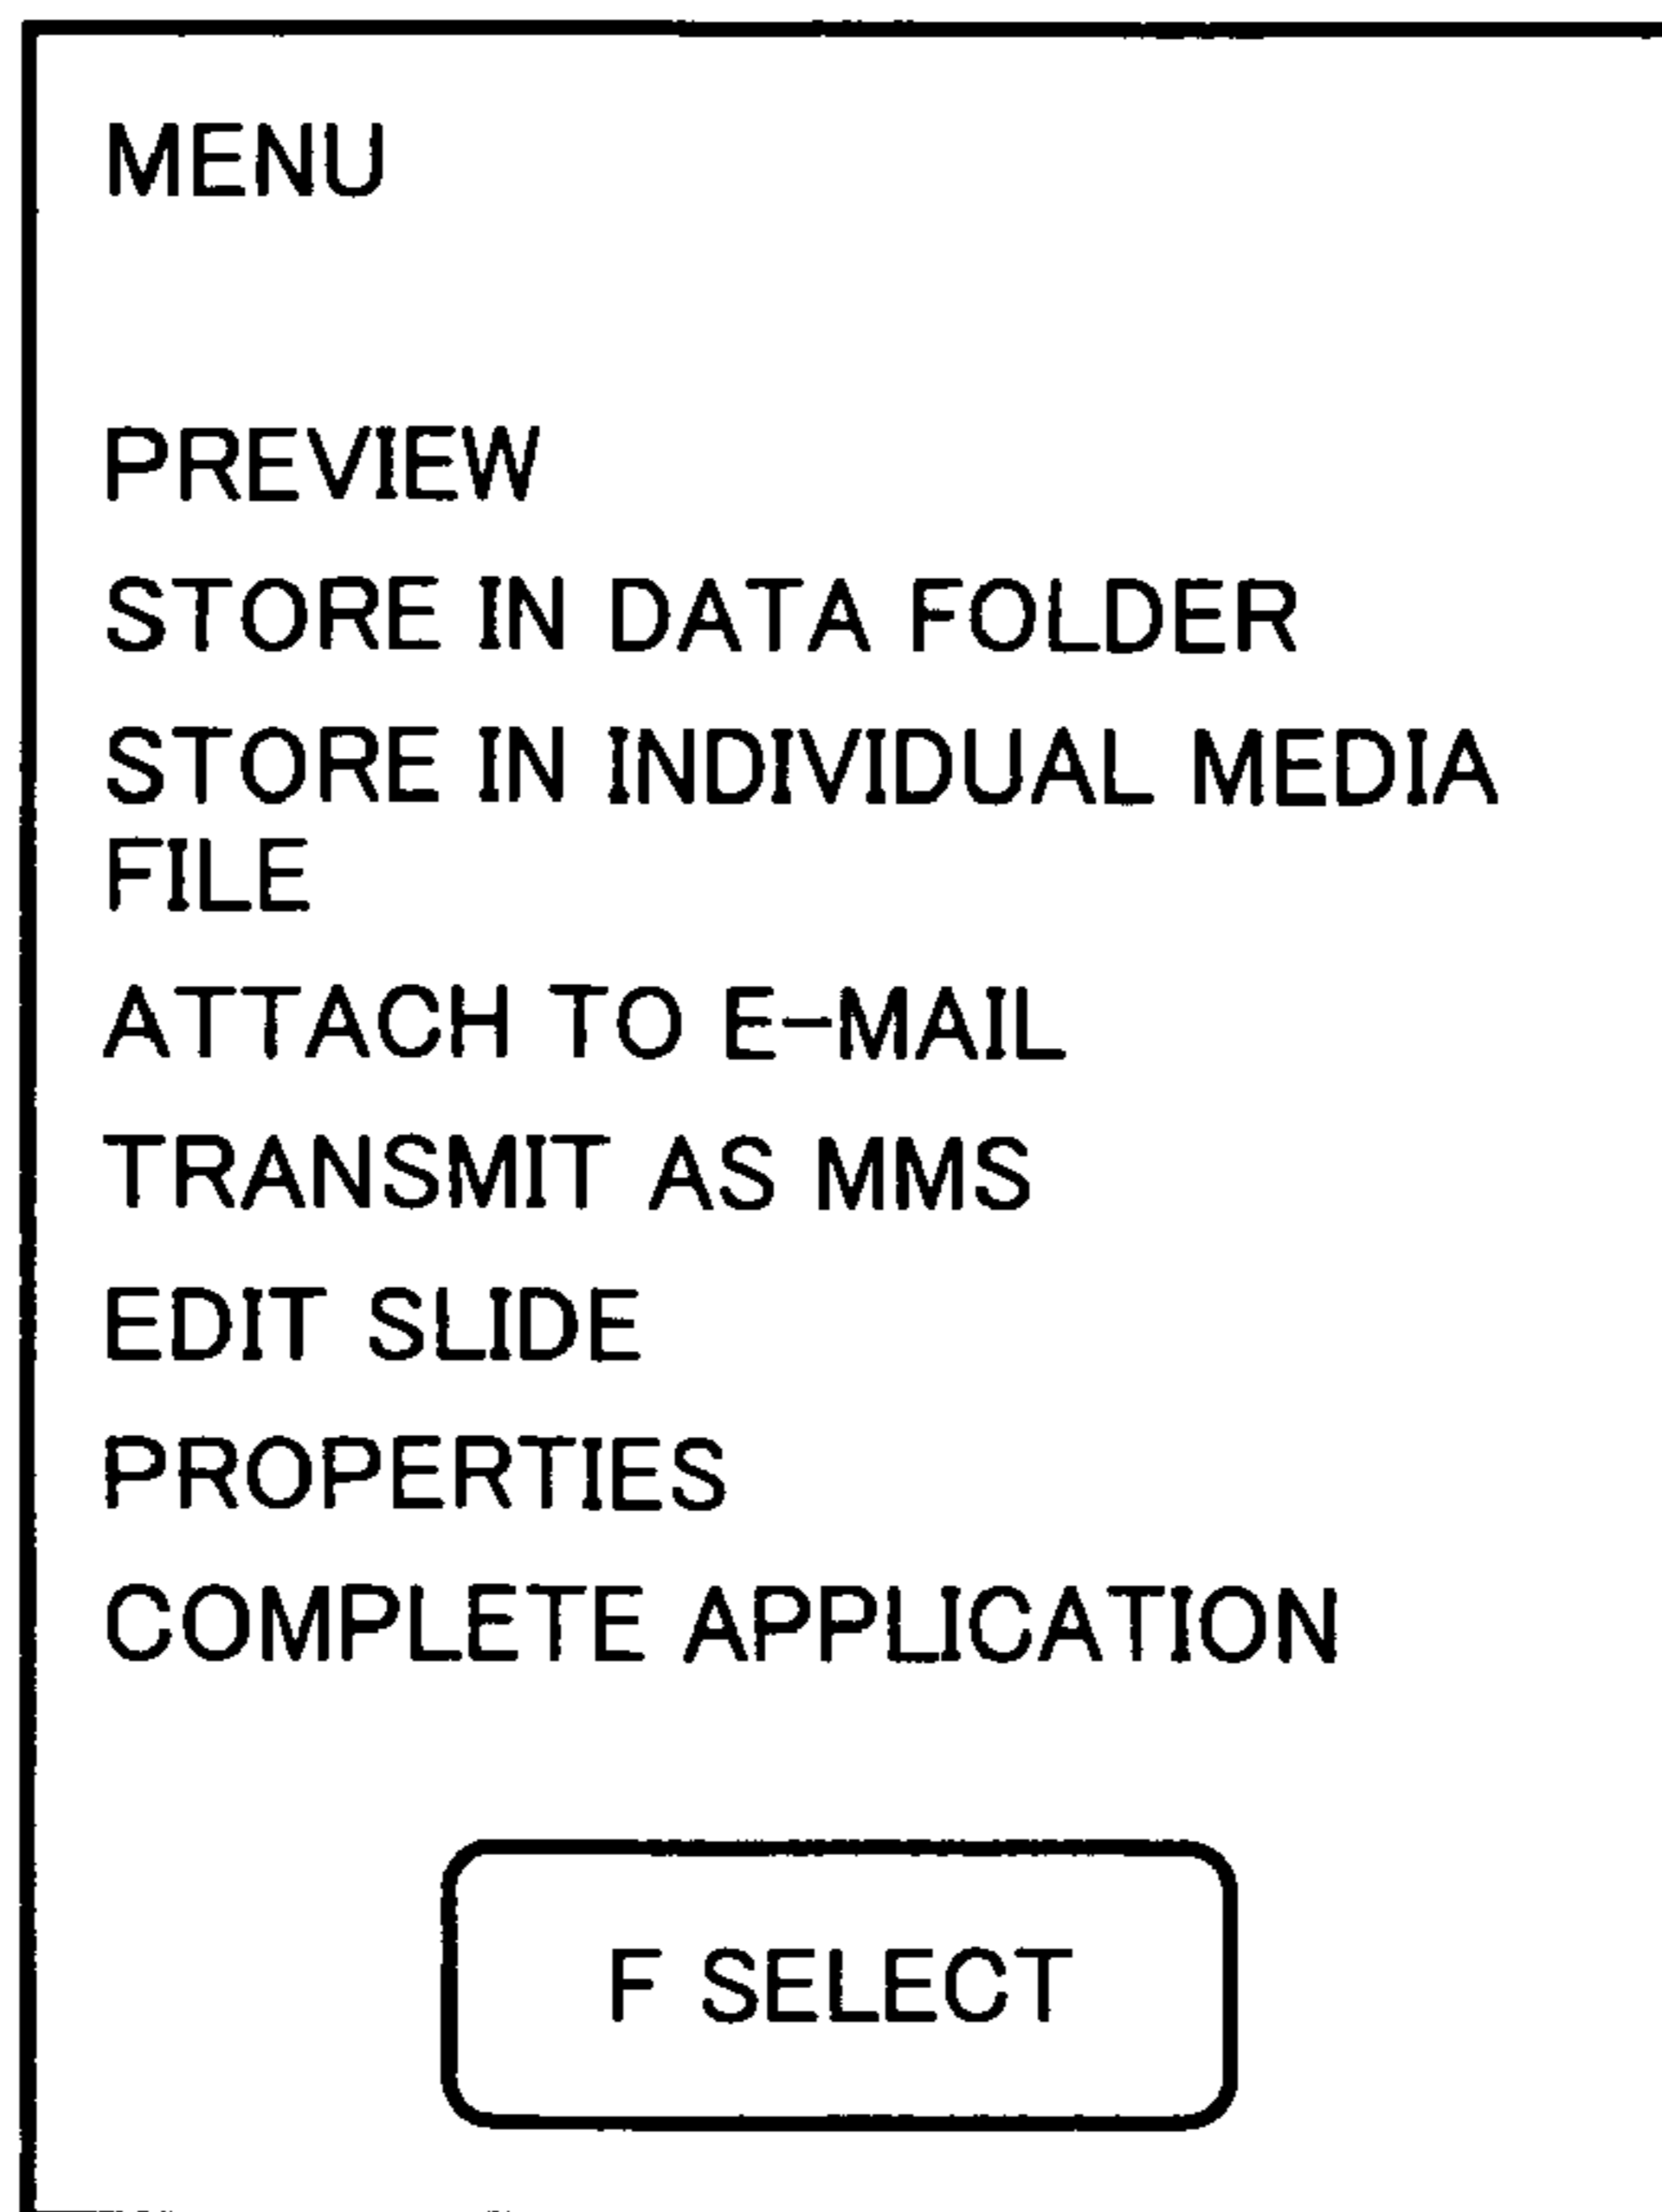 MENU
PREVIEW
STORE IN DATA FOLDER
STORE IN INDIVIDUAL MEDIA
FILE
ATTACH TO E-MAIL
TRANSMIT AS MMS
EDIT SLIDE
PROPERTIES
COMPLETE APPLICATION
F SELECT